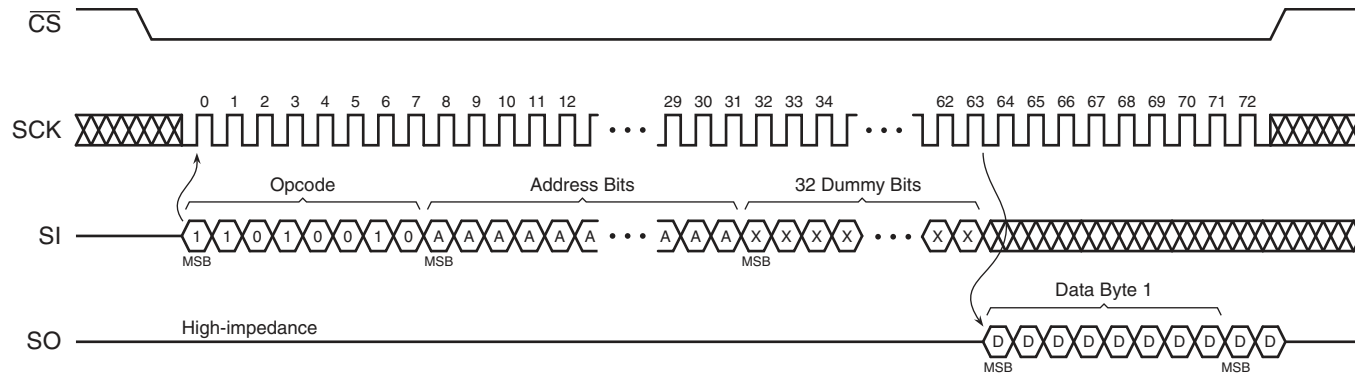 CS
0 1 2 3 4 5 6 7 8 9 10 11 12 29 30 31 32 33 34 62 63 64 65 66 67 68 69 70 71 72
SCK
Opcode Address Bits 32 Dummy Bits
SI 1 1 0 1 0 0 1 0 A A A A A A A A A X X X X X X
MSB MSB MSB
Data Byte 1
High-impedance
SO D D D D D D D D D D
MSB MSB